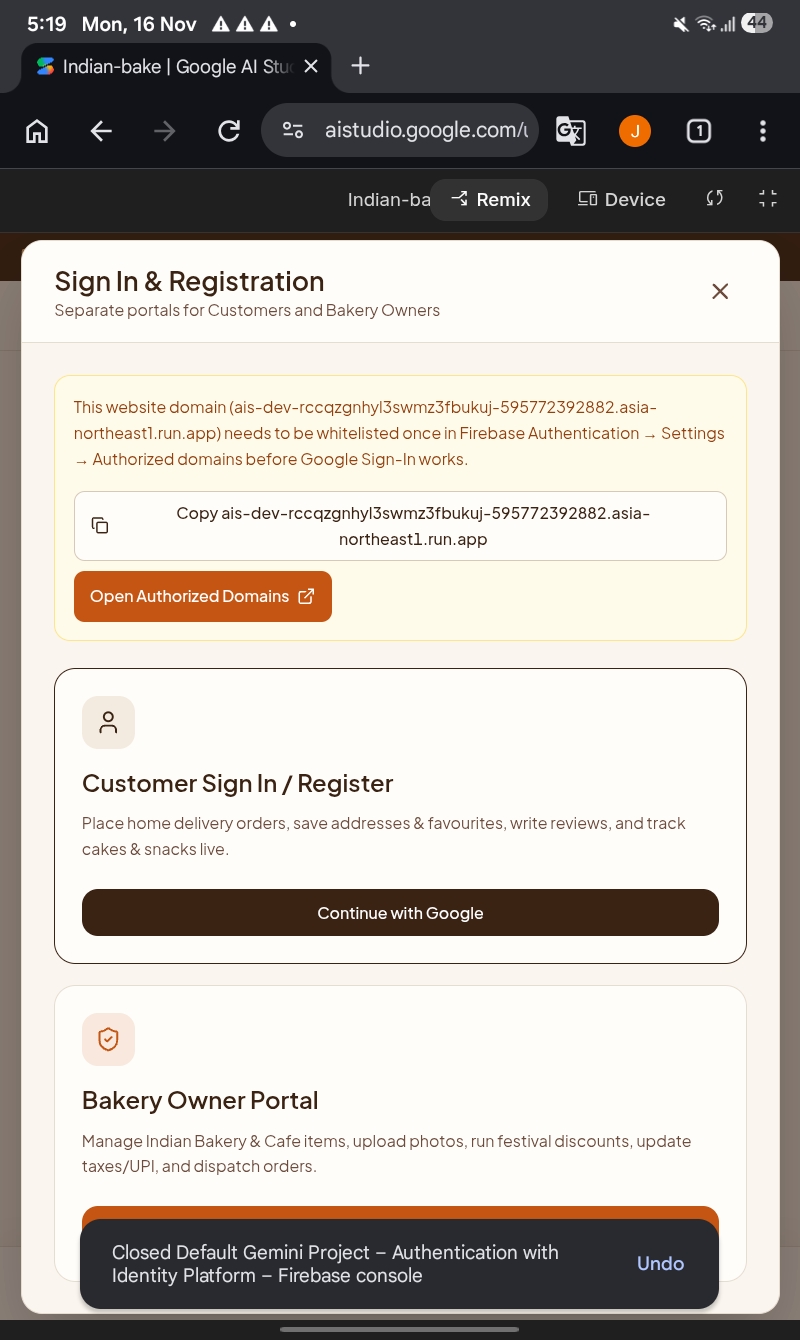 5:19 Mon, 16 Nov
44
Indian-bake | Google AI Stu
aistudio.google.com/u
J
1
Indian-ba
Remix
Device
Sign In & Registration
Separate portals for Customers and Bakery Owners
This website domain (ais-dev-rccqzgnhyl3swmz3fbukuj-595772392882.asia-
northeast1.run.app) needs to be whitelisted once in Firebase Authentication → Settings
→ Authorized domains before Google Sign-In works.
Copy ais-dev-rccqzgnhyl3swmz3fbukuj-595772392882.asia-
northeast1.run.app
Open Authorized Domains
Customer Sign In / Register
Place home delivery orders, save addresses & favourites, write reviews, and track
cakes & snacks live.
Continue with Google
Bakery Owner Portal
Manage Indian Bakery & Cafe items, upload photos, run festival discounts, update
taxes/UPI, and dispatch orders.
Closed Default Gemini Project – Authentication with
Identity Platform – Firebase console
Undo